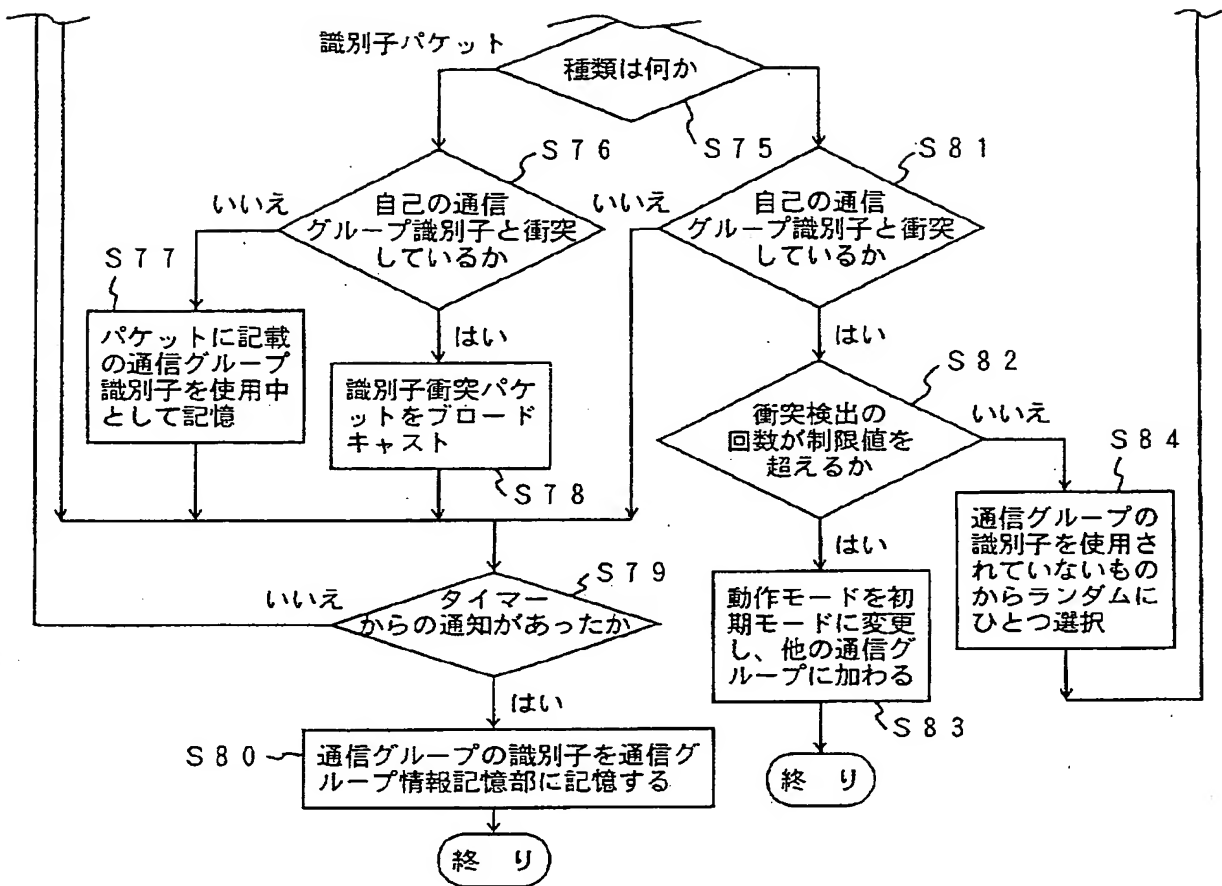 識別子パケット
種類は何か
S75
S76
自己の通信
グループ識別子と衝突
しているか
いいえ
はい
S77
パケットに記載
の通信グループ
識別子を使用中
として記憶
識別子衝突パケ
ットをブロード
キャスト
S78
S81
自己の通信
グループ識別子と衝突
しているか
いいえ
はい
S82
衝突検出の
回数が制限値を
超えるか
いいえ
はい
S84
通信グループの
識別子を使用さ
れていないもの
からランダムに
ひとつ選択
動作モードを初
期モードに変更
し、他の通信グ
ループに加わる
S83
終り
S79
タイマー
からの通知があったか
いいえ
はい
S80
通信グループの識別子を通信グ
ループ情報記憶部に記憶する
終り